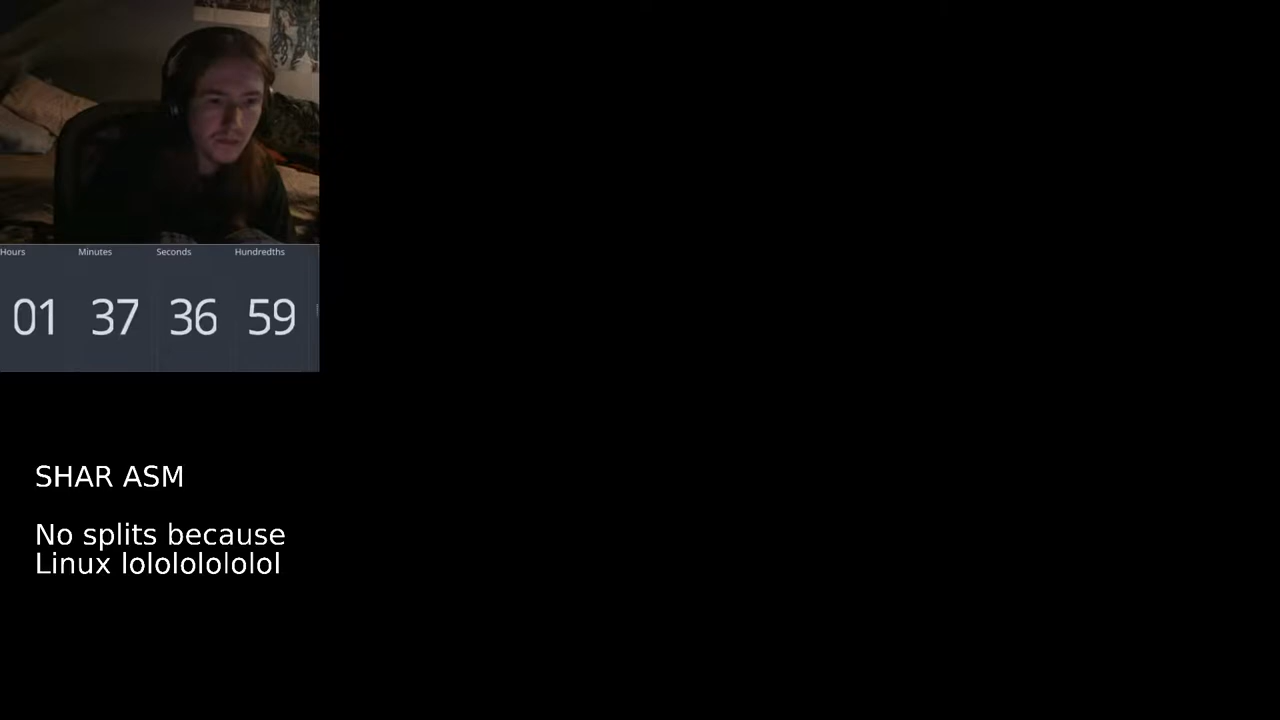 Hours Minutes Seconds Hundredths
01 37 36 59
SHAR ASM
No splits because
Linux lolololololol